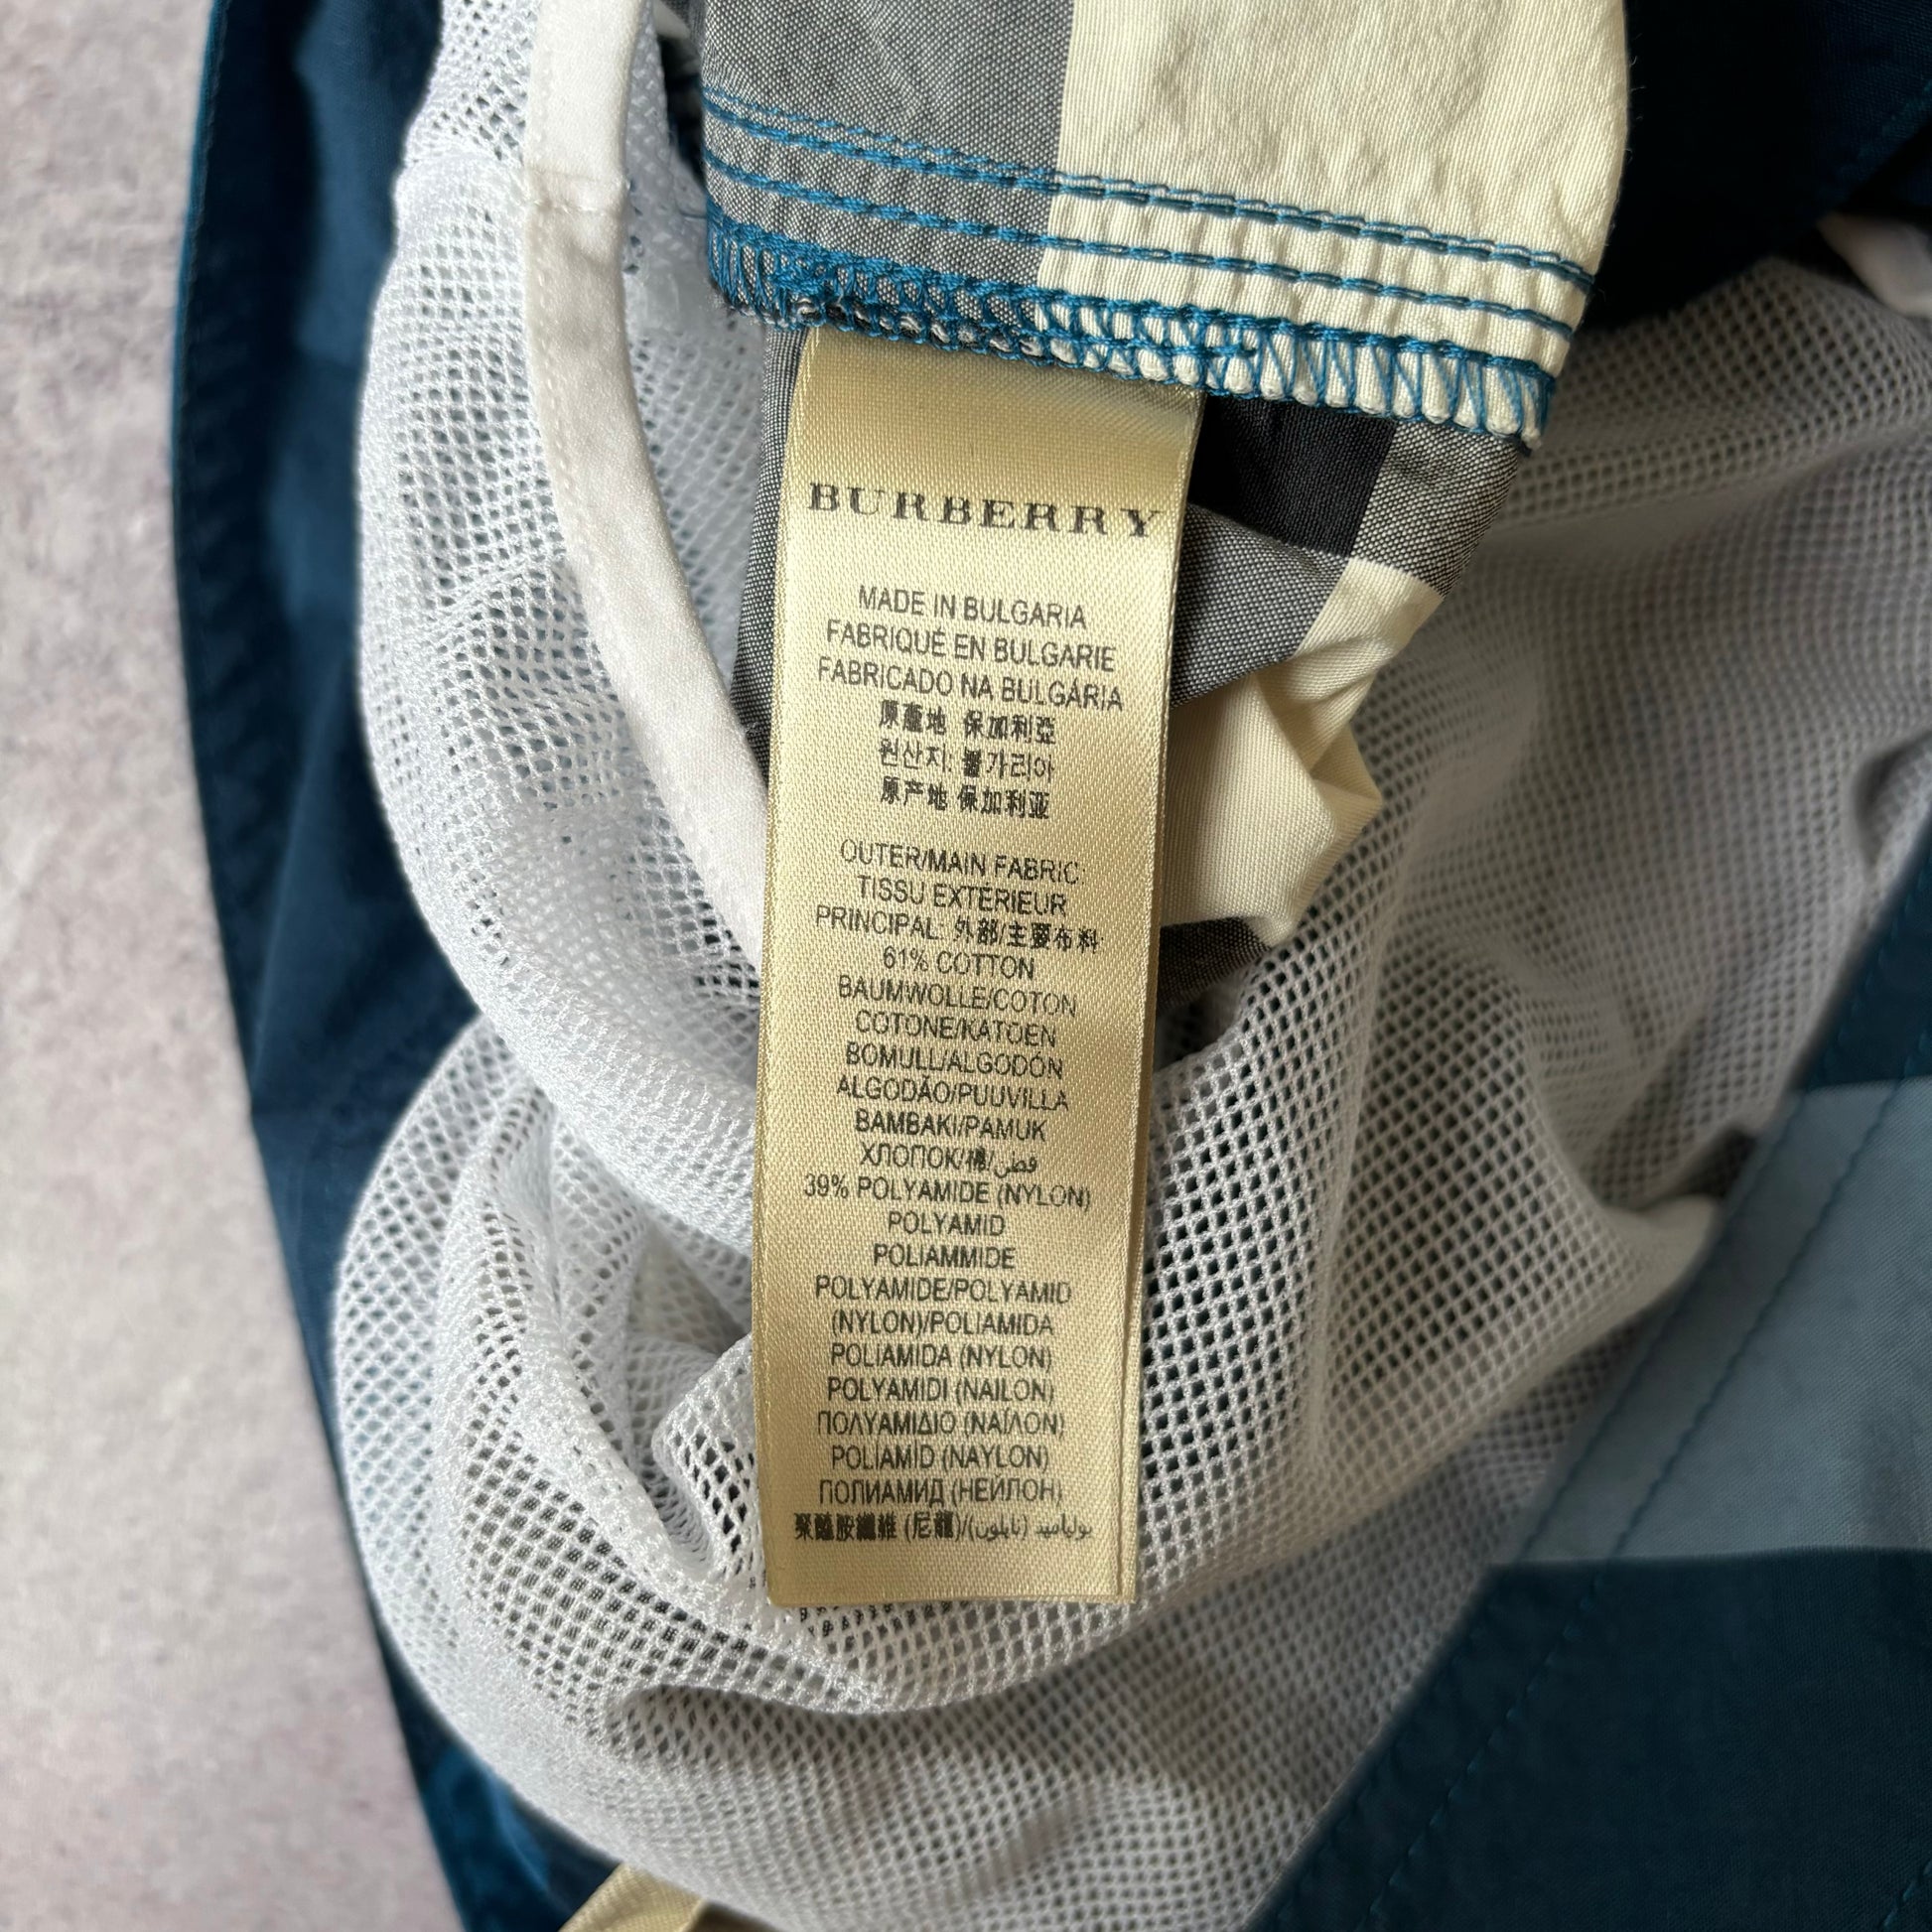 BURBERRY
MADE IN BULGARIA
FABRIQUÉ EN BULGARIE
FABRICADO NA BULGÁRIA
原產地 保加利亞
원산지: 불가리아
原产地 保加利亚
OUTER/MAIN FABRIC:
TISSU EXTÉRIEUR
PRINCIPAL: 外部/主要布料
61% COTTON
BAUMWOLLE/COTON
COTONE/KATOEN
BOMULL/ALGODÓN
ALGODÃO/PUUVILLA
BAMBAKI/PAMUK
ХЛОПОК/棉/قطن
39% POLYAMIDE (NYLON)
POLYAMID
POLIAMMIDE
POLYAMIDE/POLYAMID
(NYLON)/POLIAMIDA
POLIAMIDA (NYLON)
POLYAMIDI (NAILON)
ΠΟΛΥΑΜΙΔΙΟ (ΝΑΪΛΟΝ)
POLİAMİD (NAYLON)
ПОЛИАМИД (НЕЙЛОН)
聚醯胺纖維 (尼龍)/بولياميد (نايلون)